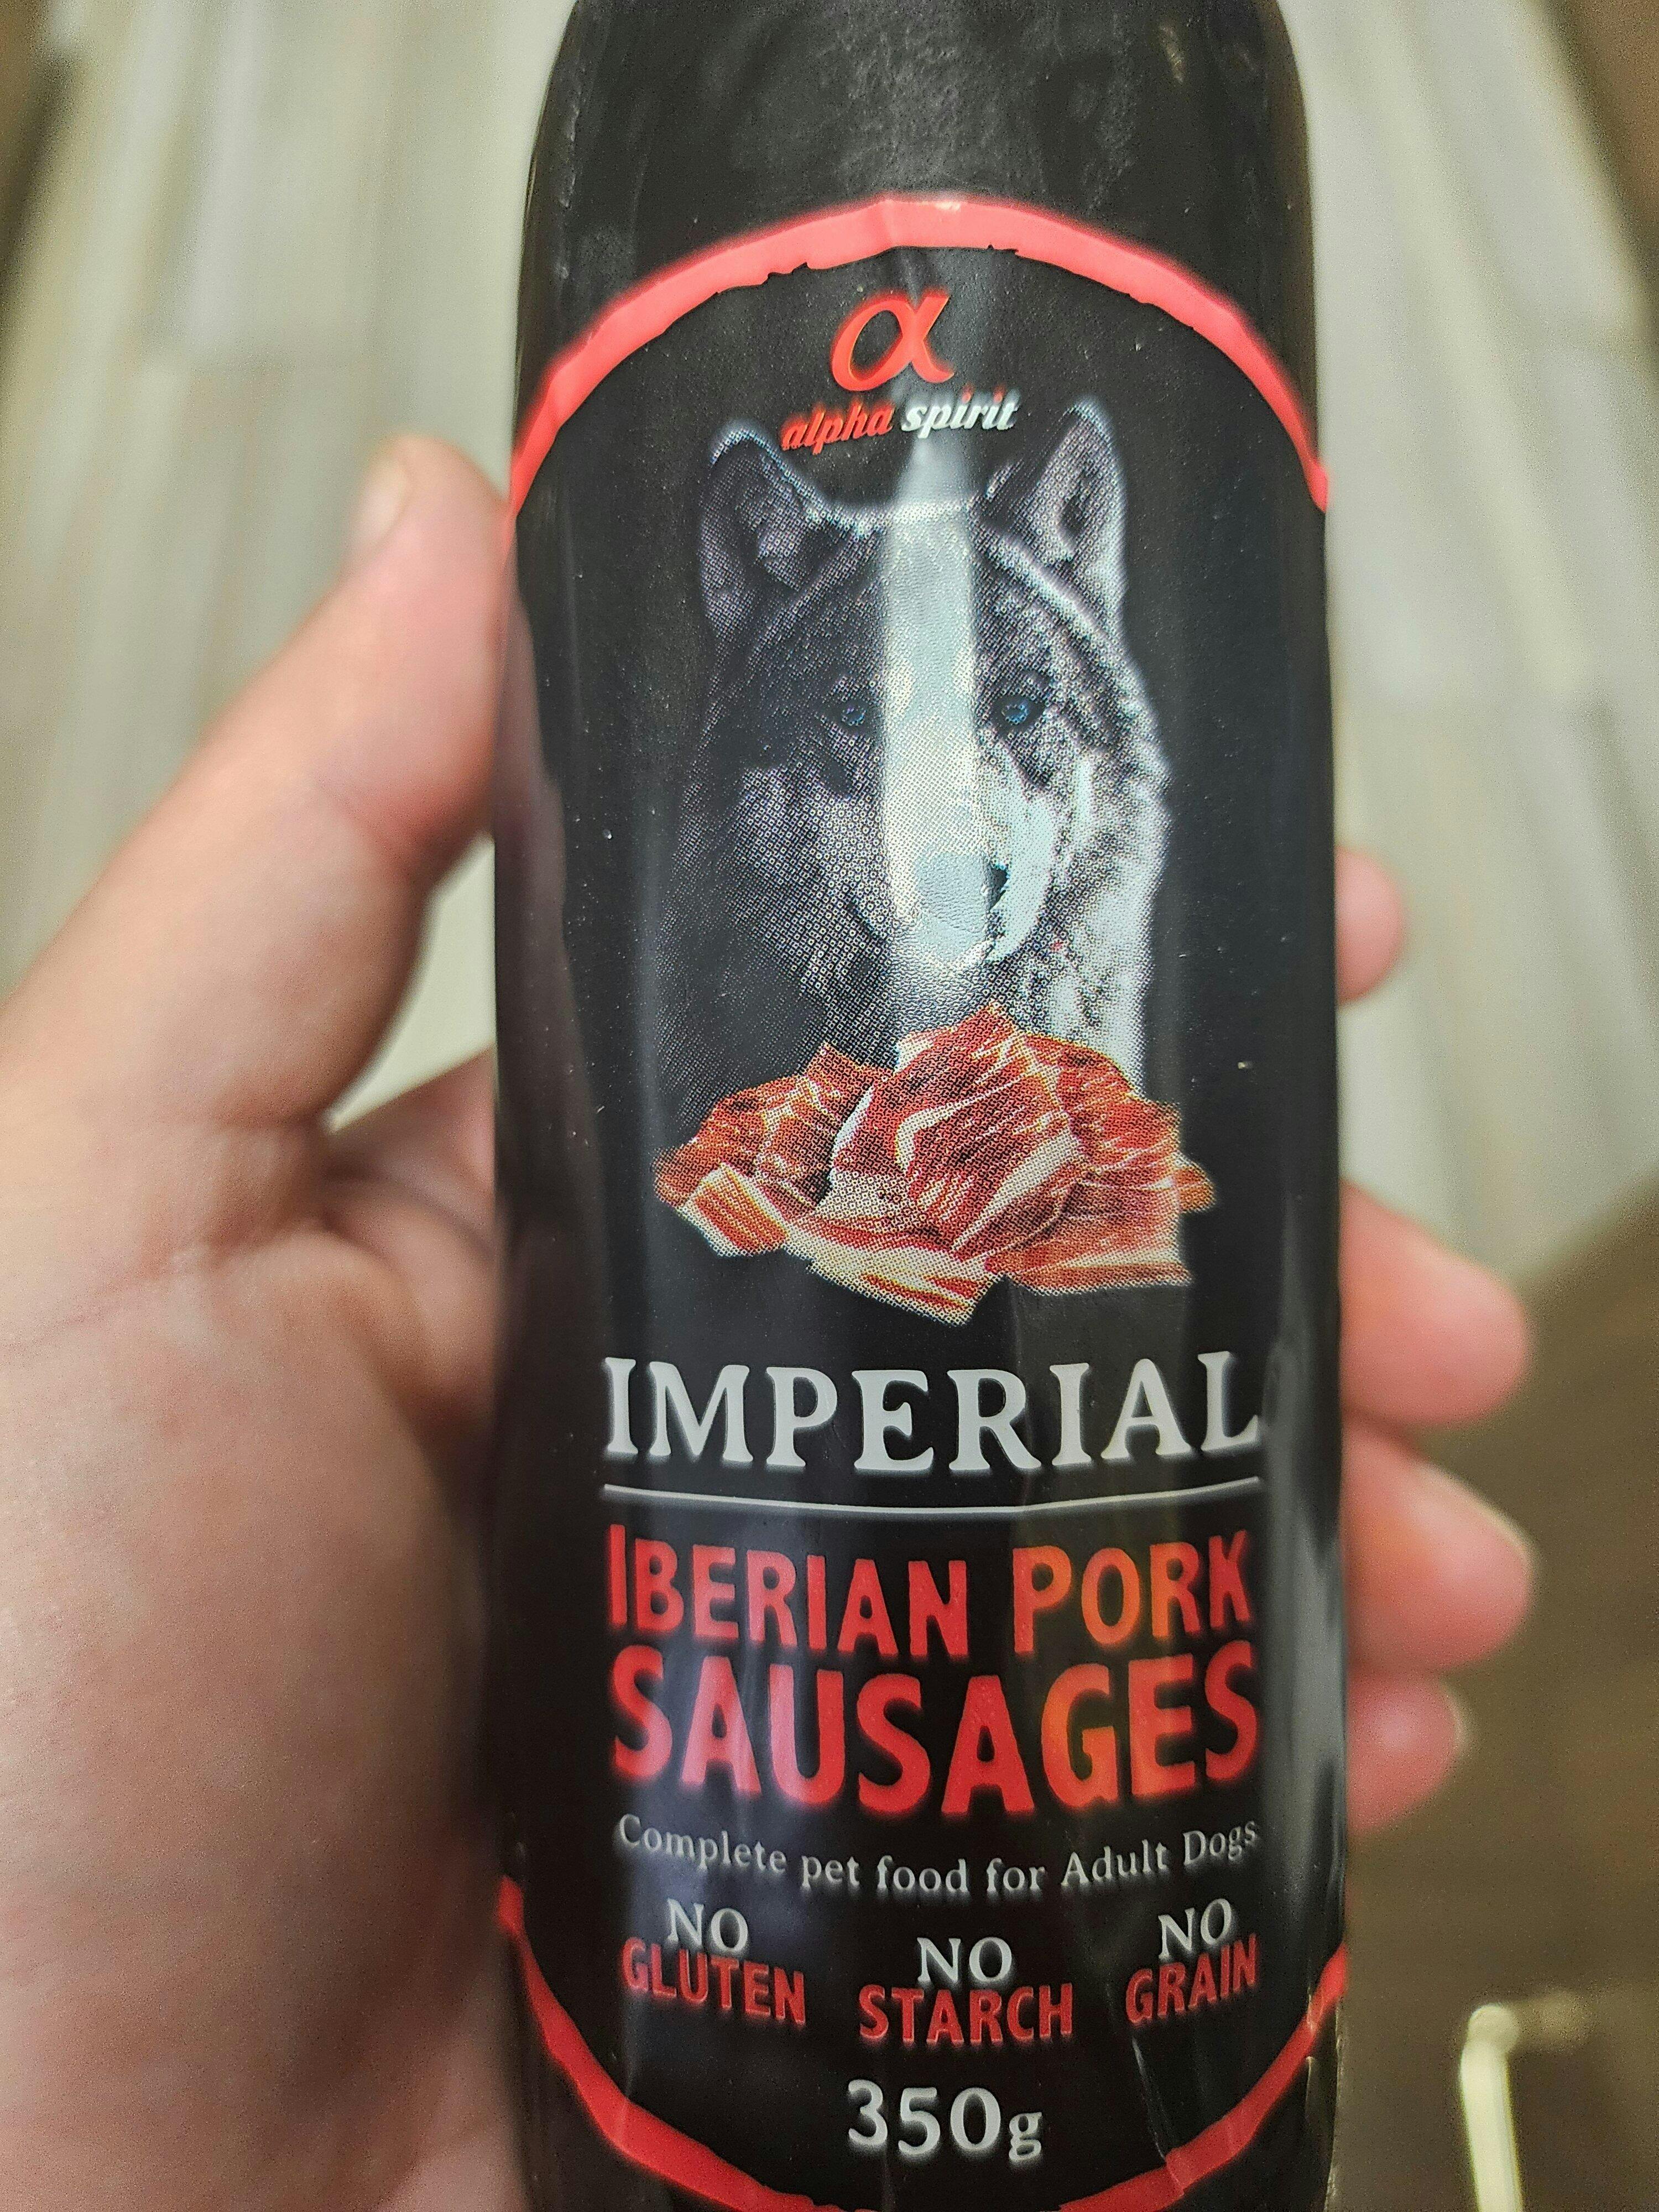 α
alpha spirit
IMPERIAL
IBERIAN PORK
SAUSAGES
Complete pet food for Adult Dogs
NO GLUTEN
NO STARCH
NO GRAIN
350g